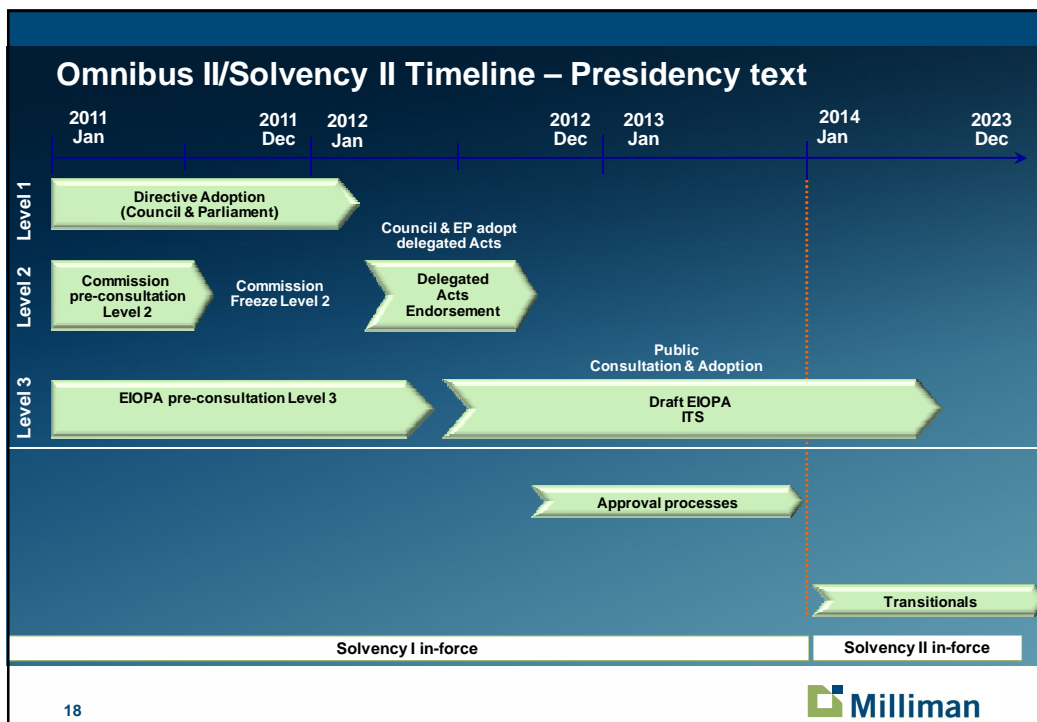 Omnibus II/Solvency II Timeline – Presidency text
2011
Jan
2011
Dec
2012
Jan
2012
Dec
2013
Jan
2014
Jan
2023
Dec
Level 1
Directive Adoption
(Council & Parliament)
Council & EP adopt
delegated Acts
Level 2
Commission
pre-consultation
Level 2
Commission
Freeze Level 2
Delegated
Acts
Endorsement
Public
Consultation & Adoption
Level 3
EIOPA pre-consultation Level 3
Draft EIOPA
ITS
Approval processes
Transitionals
Solvency I in-force
Solvency II in-force
18
Milliman